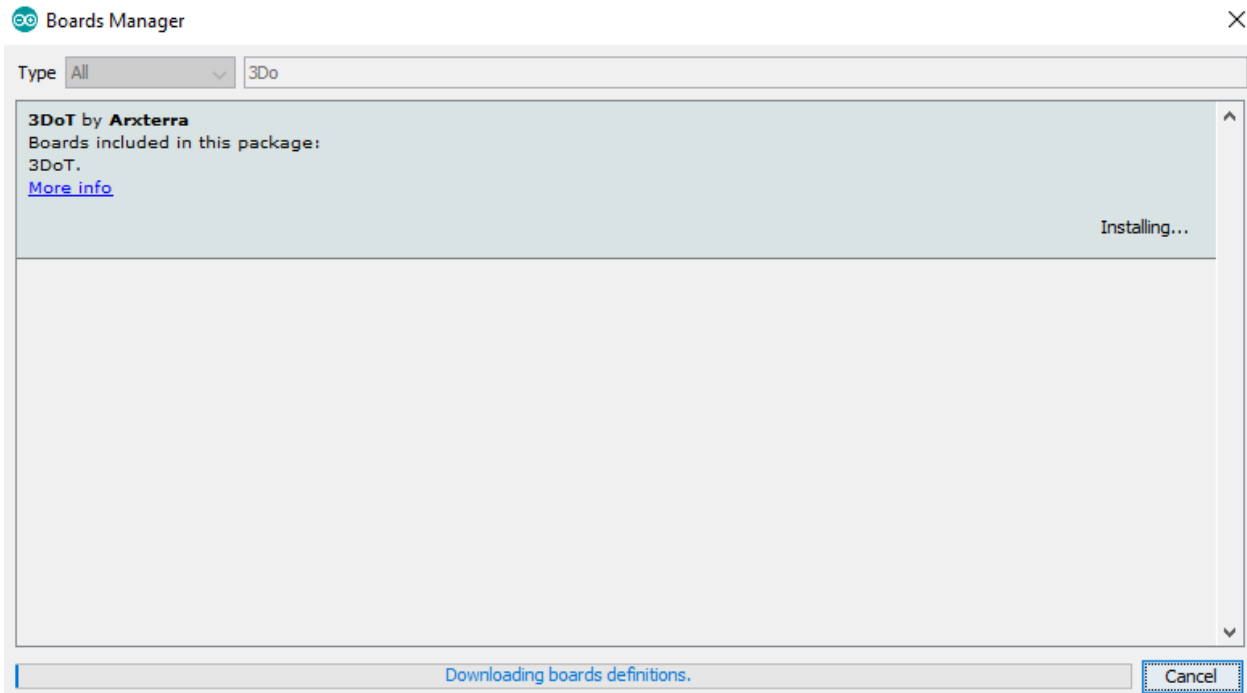 Boards Manager
Type All 3Do
3DoT by Arxterra
Boards included in this package:
3DoT.
More info
Installing...
Downloading boards definitions.
Cancel